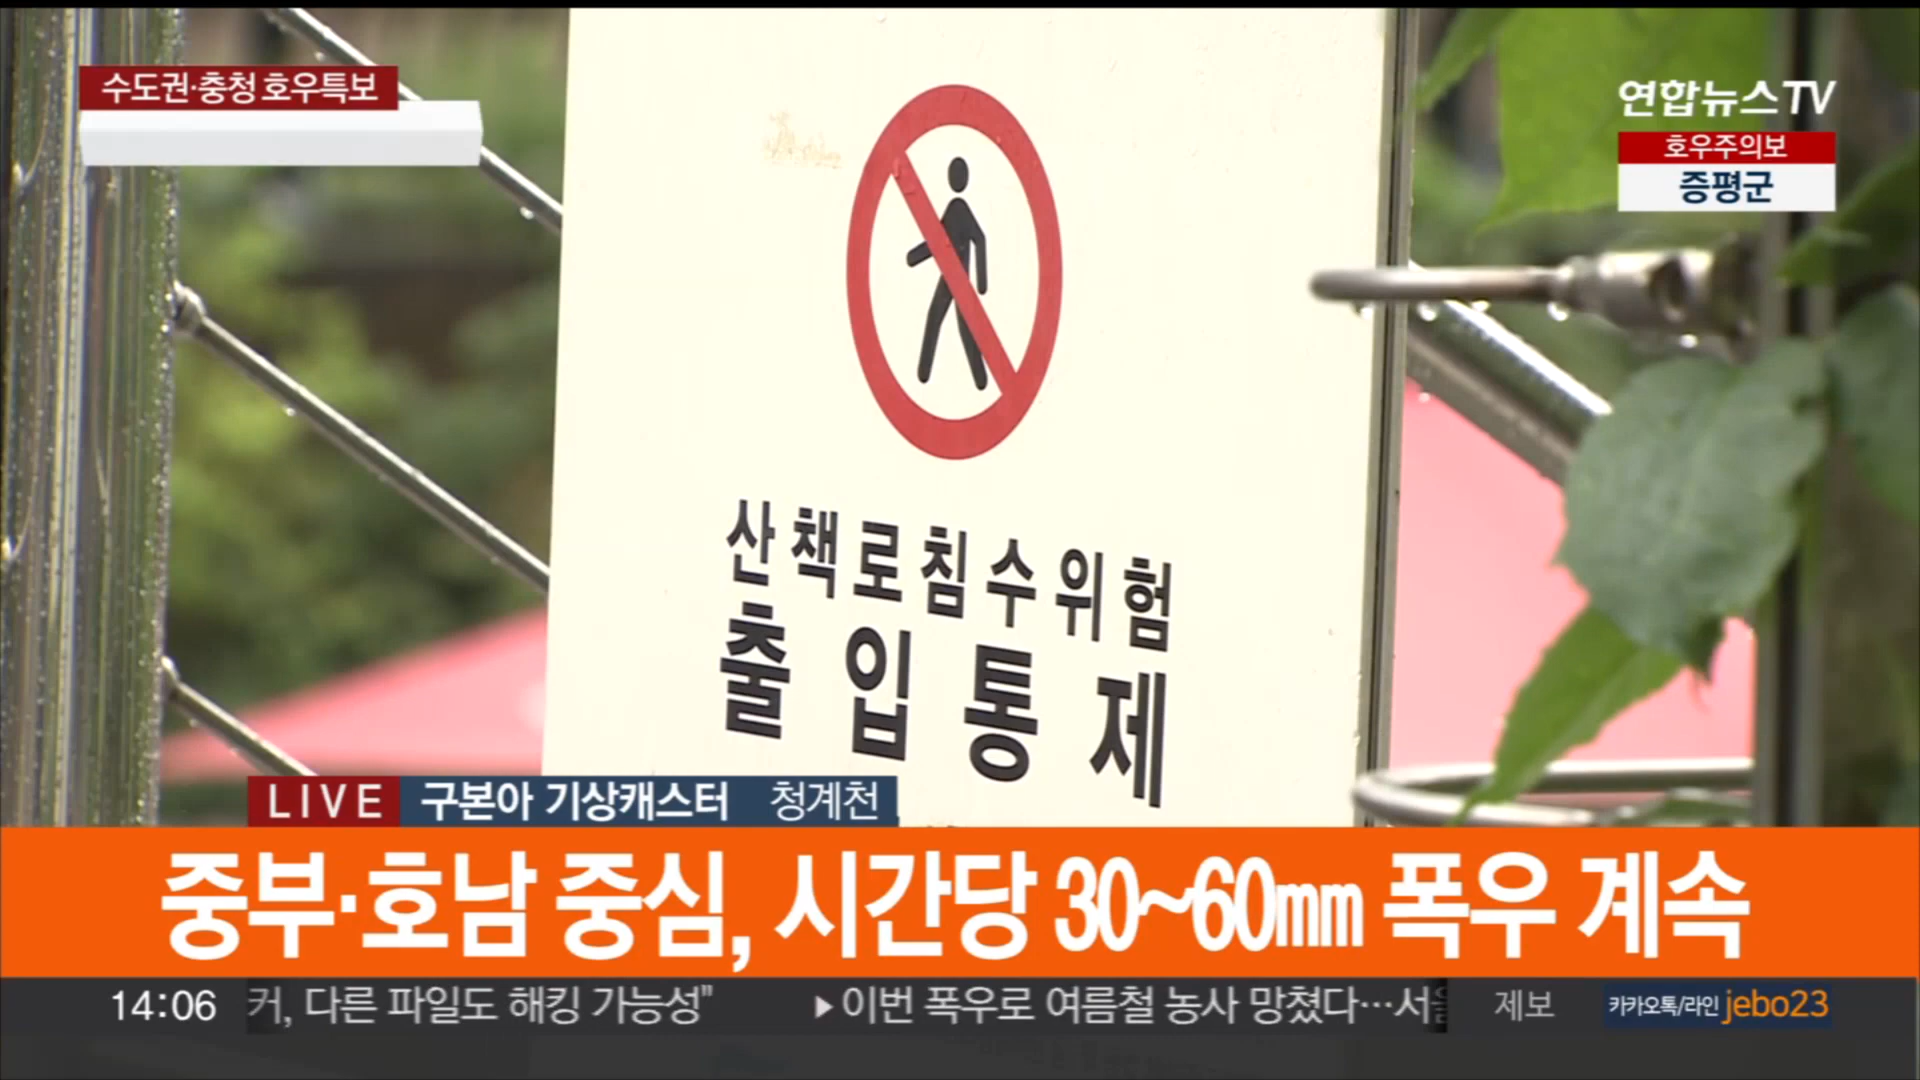 수도권·충청 호우특보
연합뉴스TV
호우주의보
증평군
산책로침수위험
출입통제
LIVE 구본아 기상캐스터 청계천
중부·호남 중심, 시간당 30~60mm 폭우 계속
14:06 커, 다른 파일도 해킹 가능성” ▶이번 폭우로 여름철 농사 망쳤다…서울 제보 카카오톡/라인 jebo23